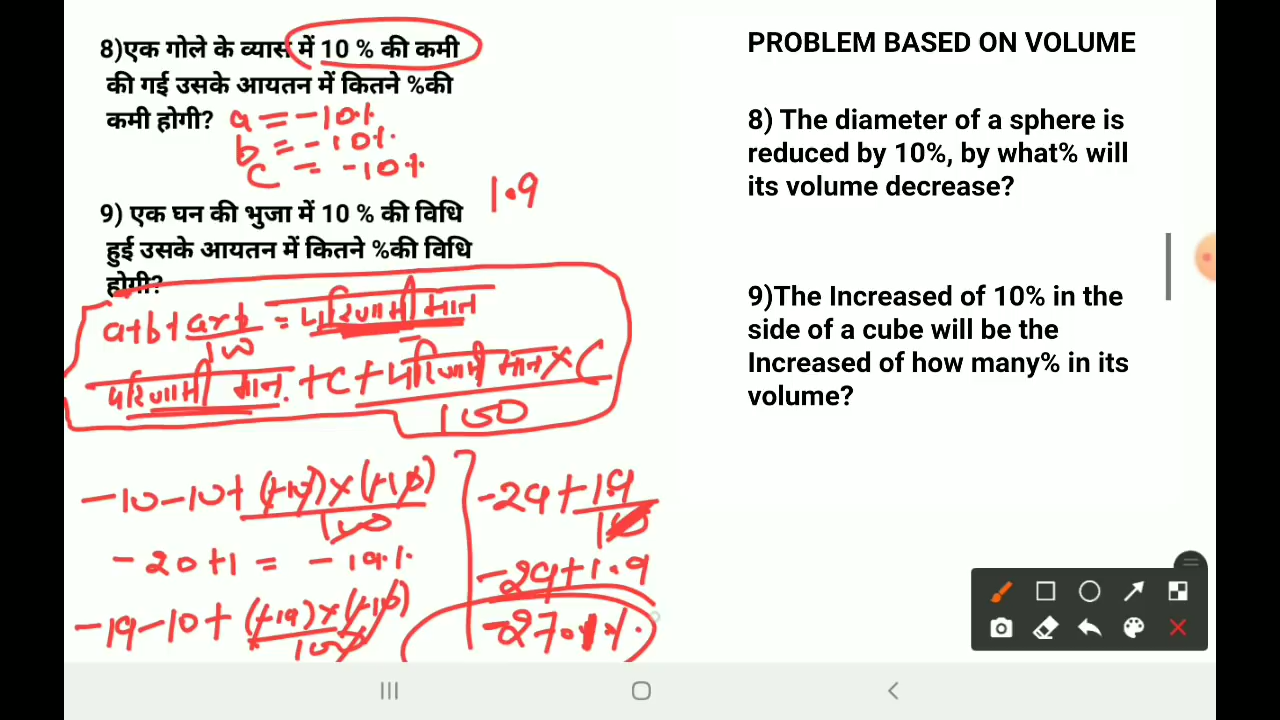 8)एक गोले के व्यास में 10 % की कमी
की गई उसके आयतन में कितने %की
कमी होगी?
a = -10%
b = -10%
c = -10%
9) एक घन की भुजा में 10 % की विधि
हुई उसके आयतन में कितने %की विधि
होगी?
1.9
a+b+ a×b/100 = परिणामी मान
परिणामी मान + C + परिणामी मान × C
100
-10-10+ (+10)×(+10)/100
-20+1 = -19%
-19-10+ (+19)×(+10)/100
-29+ 19/10
-29+1.9
-27.1%
PROBLEM BASED ON VOLUME
8) The diameter of a sphere is
reduced by 10%, by what% will
its volume decrease?
9)The Increased of 10% in the
side of a cube will be the
Increased of how many% in its
volume?